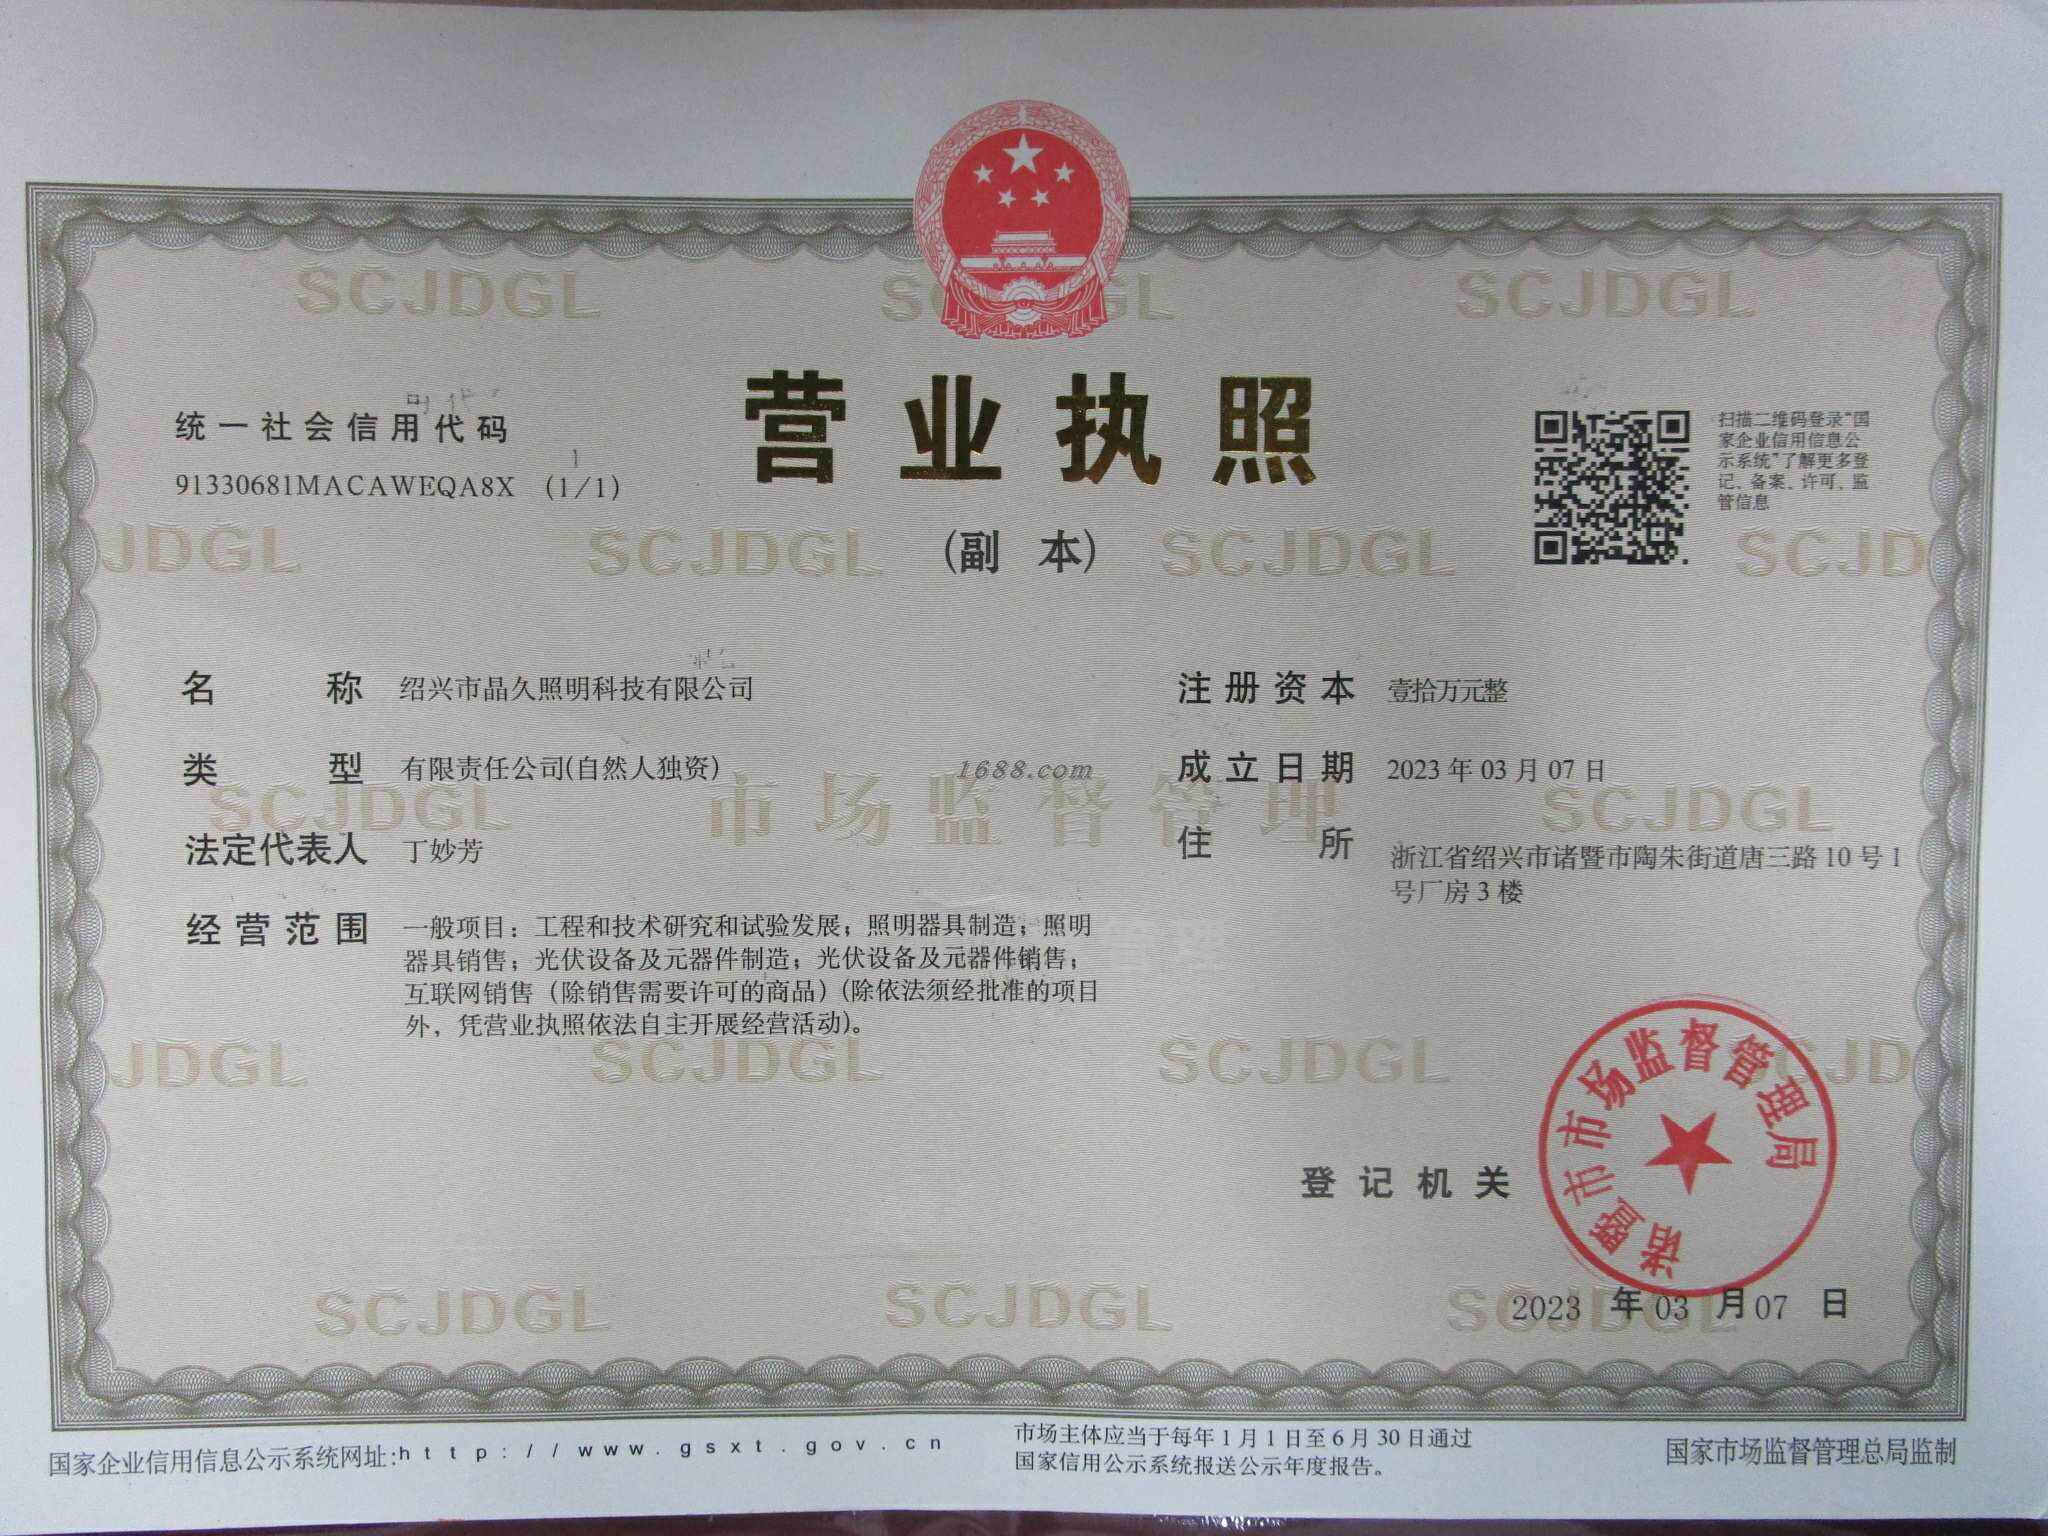 营业执照
(副 本)
统一社会信用代码
91330681MACAWEQA8X (1/1)
扫描二维码登录“国
家企业信用信息公
示系统”了解更多登
记、备案、许可、监
管信息
名称 绍兴市晶久照明科技有限公司
类型 有限责任公司(自然人独资)
法定代表人 丁妙芳
经营范围 一般项目：工程和技术研究和试验发展；照明器具制造；照明
器具销售；光伏设备及元器件制造；光伏设备及元器件销售；
互联网销售（除销售需要许可的商品）(除依法须经批准的项目
外，凭营业执照依法自主开展经营活动)。
注册资本 壹拾万元整
成立日期 2023年03月07日
住所 浙江省绍兴市诸暨市陶朱街道唐三路10号1
号厂房3楼
1688.com
市场监督管理
SCJDGL
登记机关
诸暨市市场监督管理局
2023 年 03 月 07 日
国家企业信用信息公示系统网址:http://www.gsxt.gov.cn
市场主体应当于每年1月1日至6月30日通过
国家信用公示系统报送公示年度报告。
国家市场监督管理总局监制